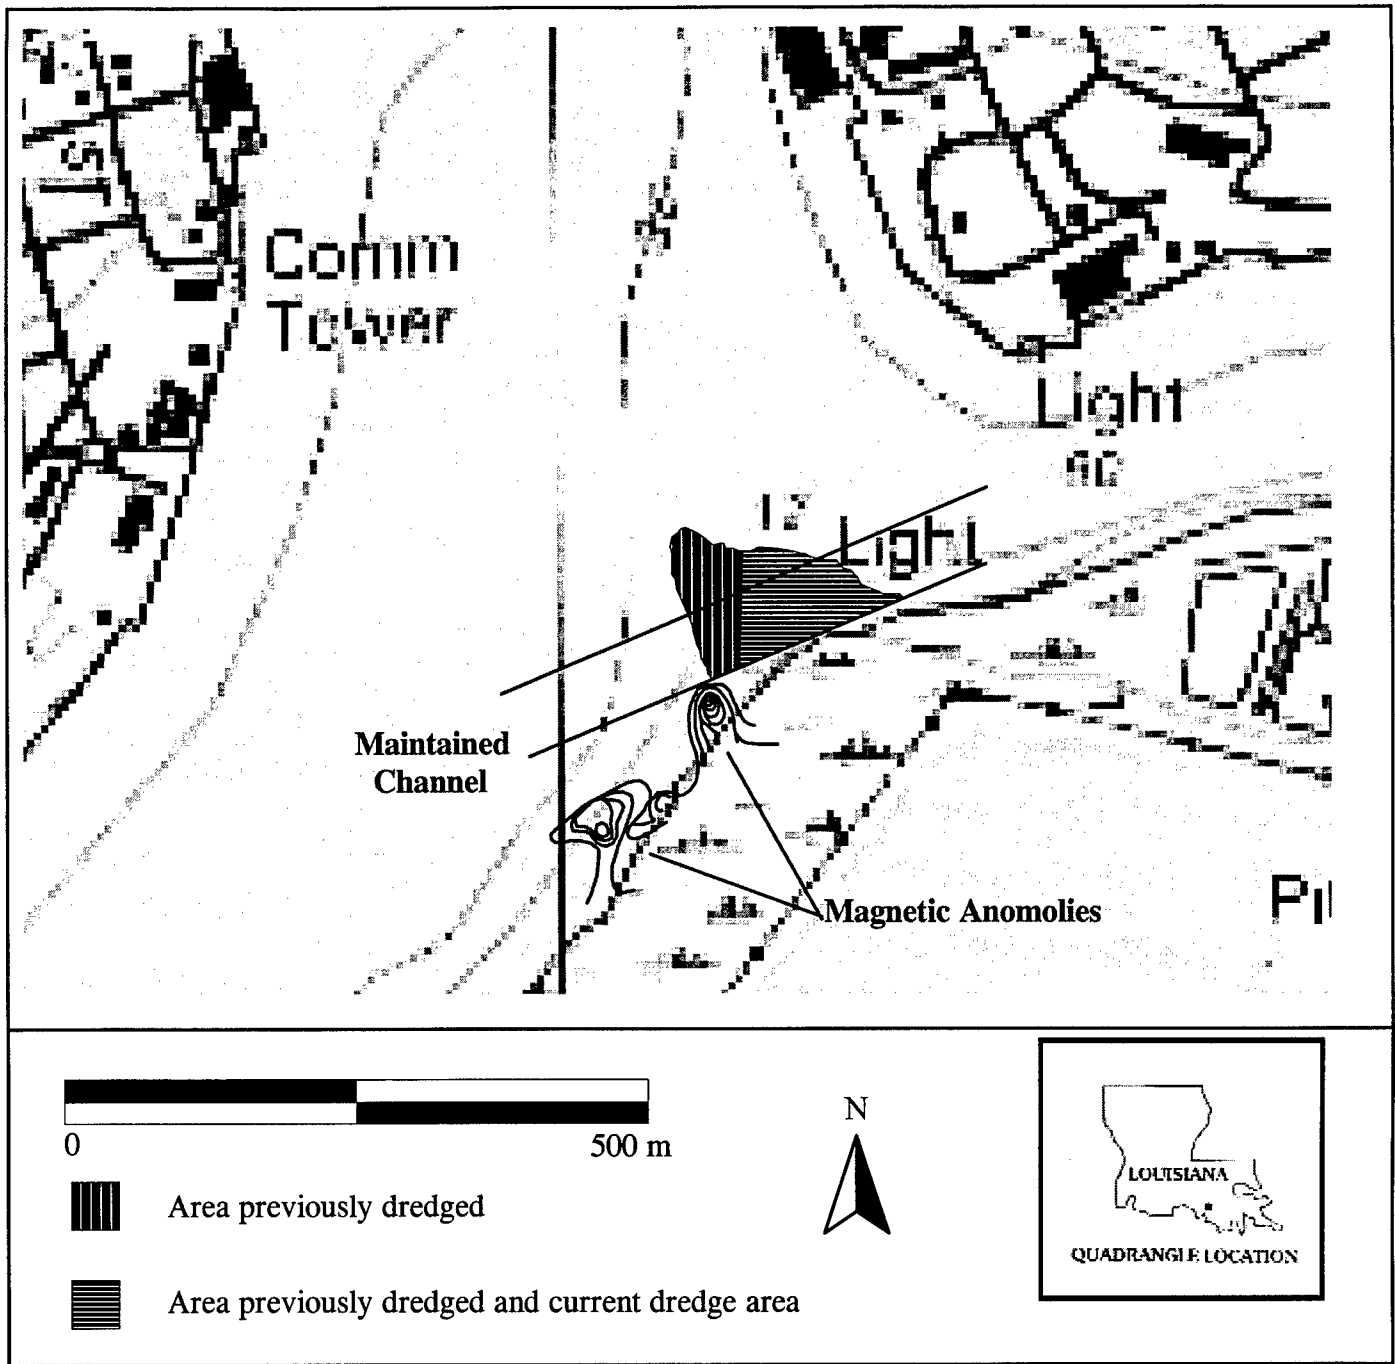 Comm
Tower
Light
Light
Maintained
Channel
Magnetic Anomolies
0
500 m
N
Area previously dredged
Area previously dredged and current dredge area
LOUISIANA
QUADRANGLE LOCATION